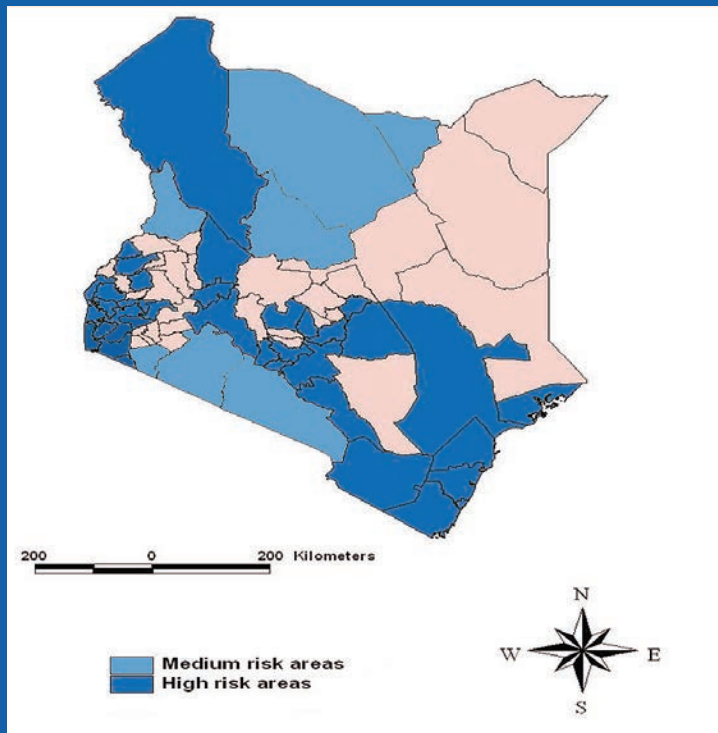 200 0 200 Kilometers
Medium risk areas
High risk areas
N
W E
S